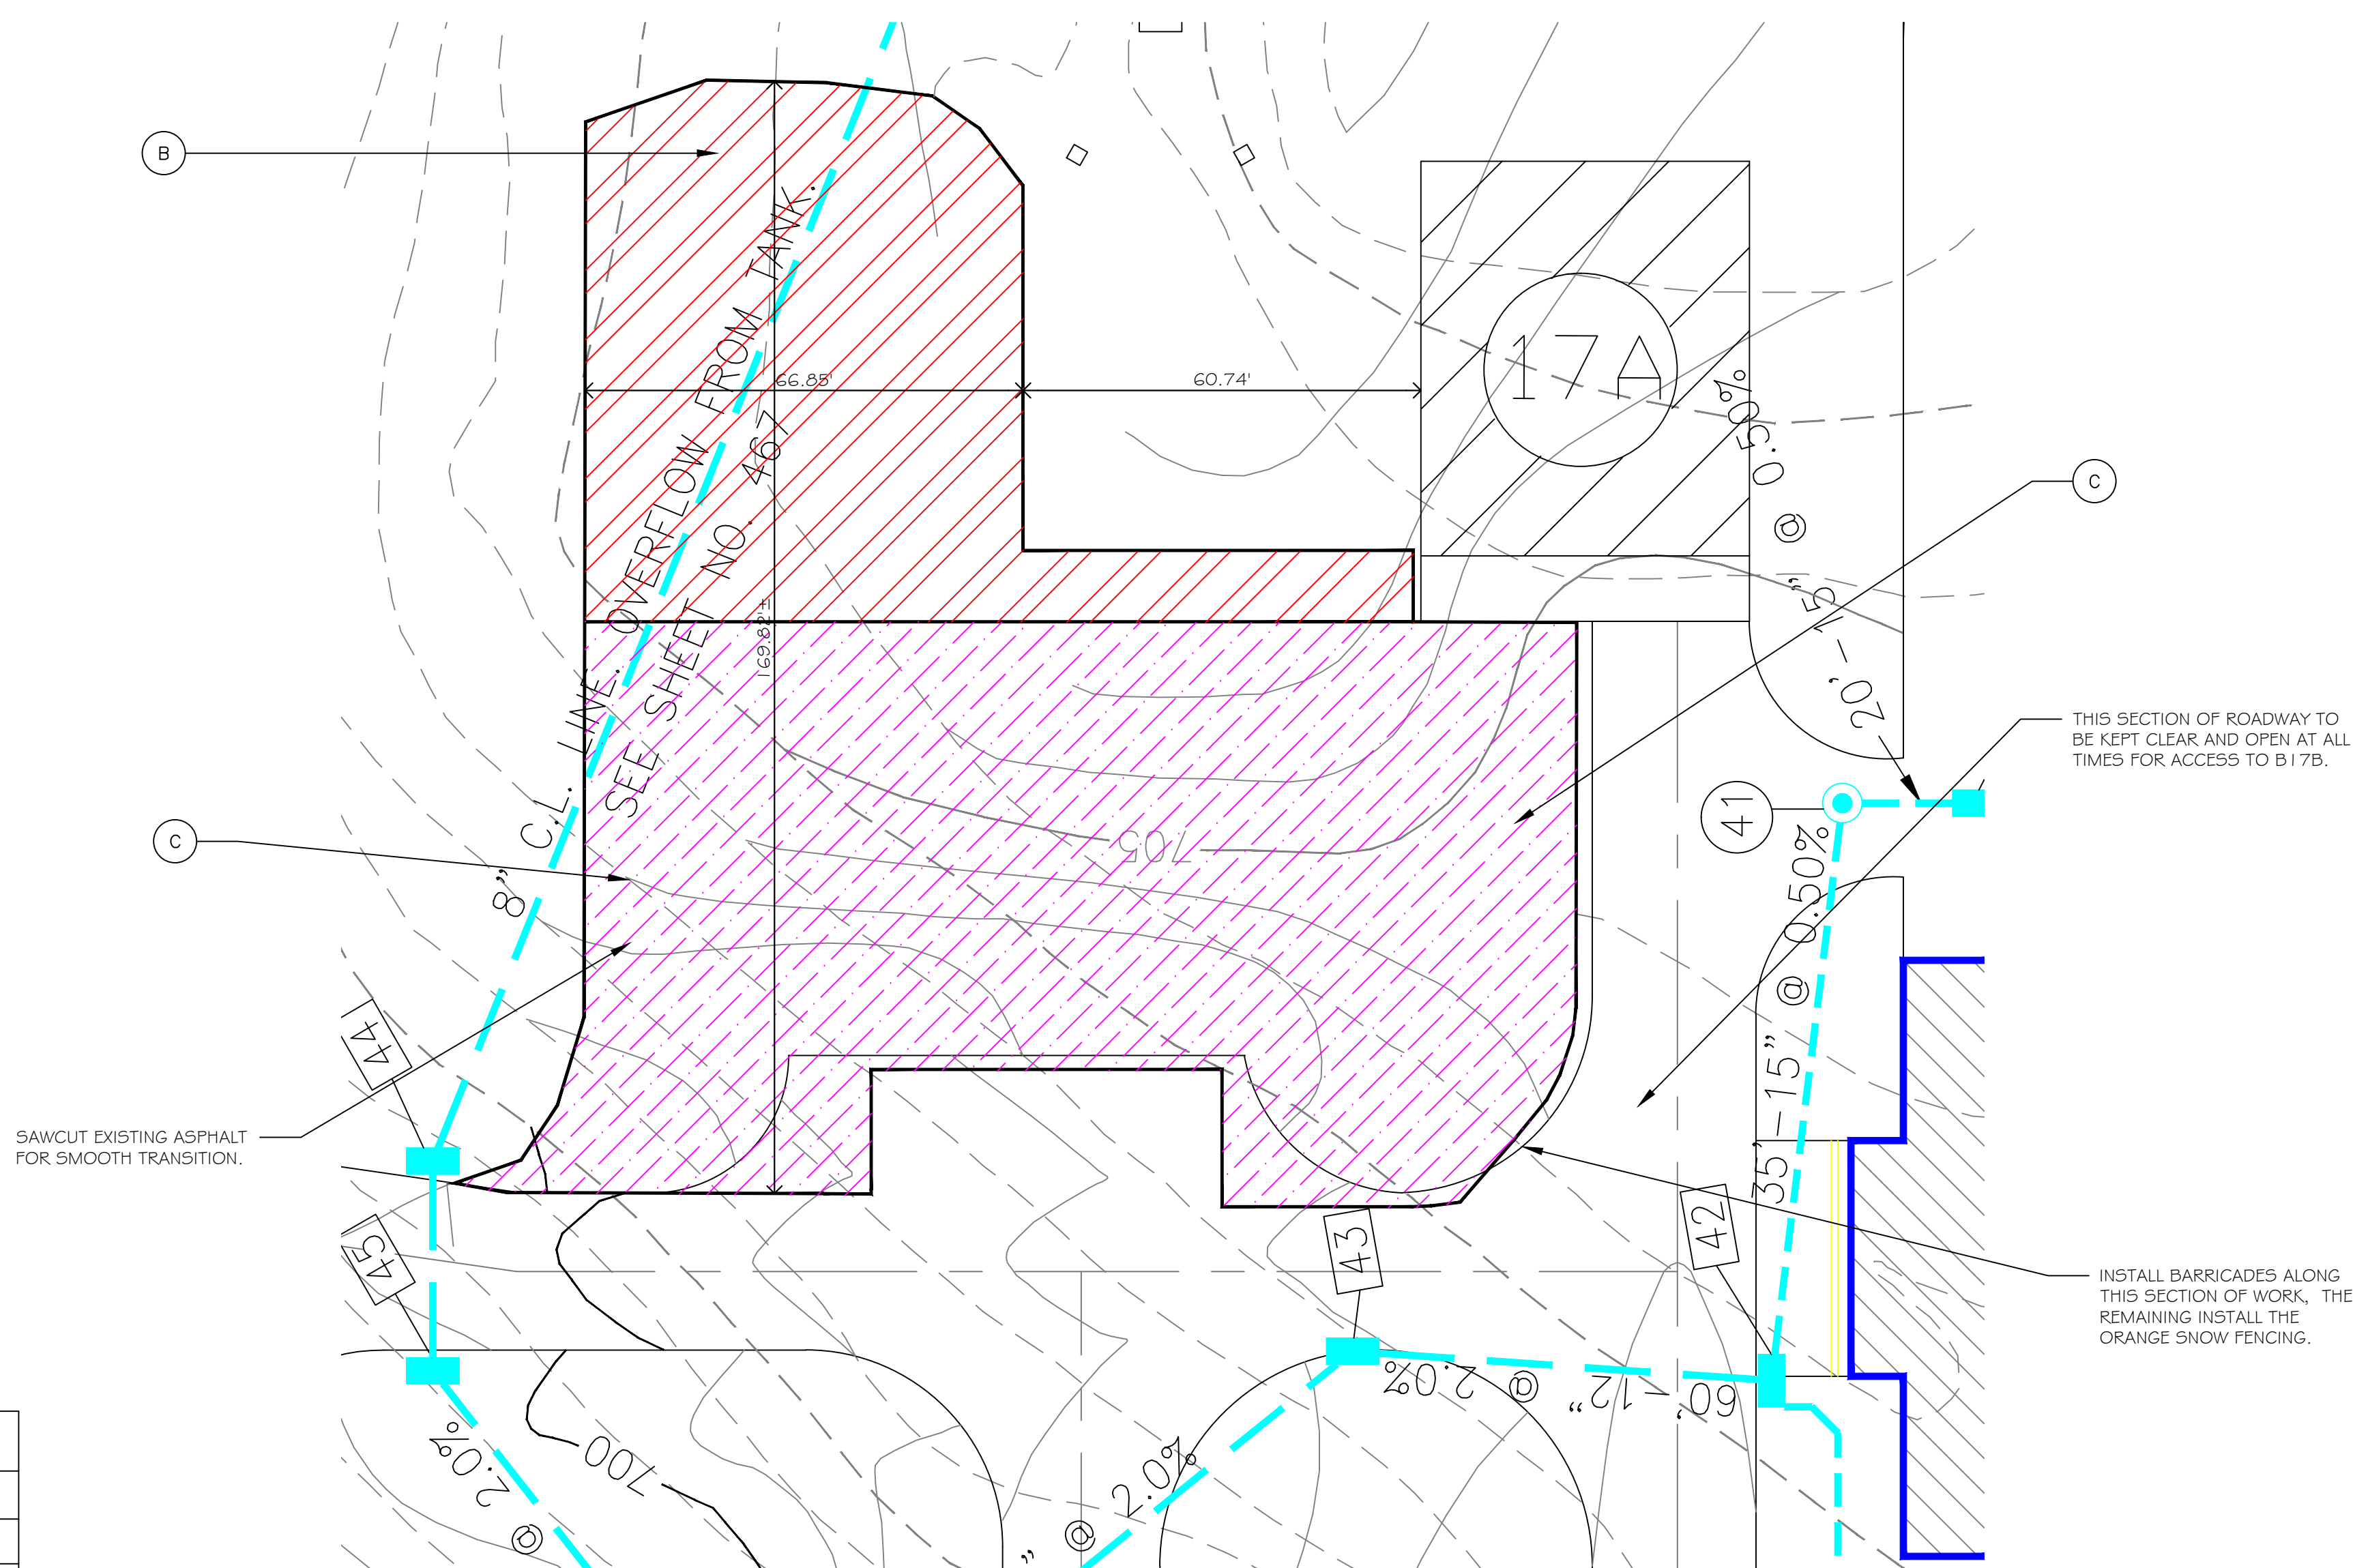 B
8" C.I. LINE. OVERFLOW FROM TANK.
SEE SHEET NO. 467
66.85'
60.74'
17A
169.82'±
C
20'-15" @ 5.0%
THIS SECTION OF ROADWAY TO
BE KEPT CLEAR AND OPEN AT ALL
TIMES FOR ACCESS TO B17B.
41
C
705
35'-15" @ 0.50%
44
SAWCUT EXISTING ASPHALT
FOR SMOOTH TRANSITION.
45
43
42
INSTALL BARRICADES ALONG
THIS SECTION OF WORK, THE
REMAINING INSTALL THE
ORANGE SNOW FENCING.
60'-12" @ 2.0%
@ 2.0%
700
" @ 2.0%